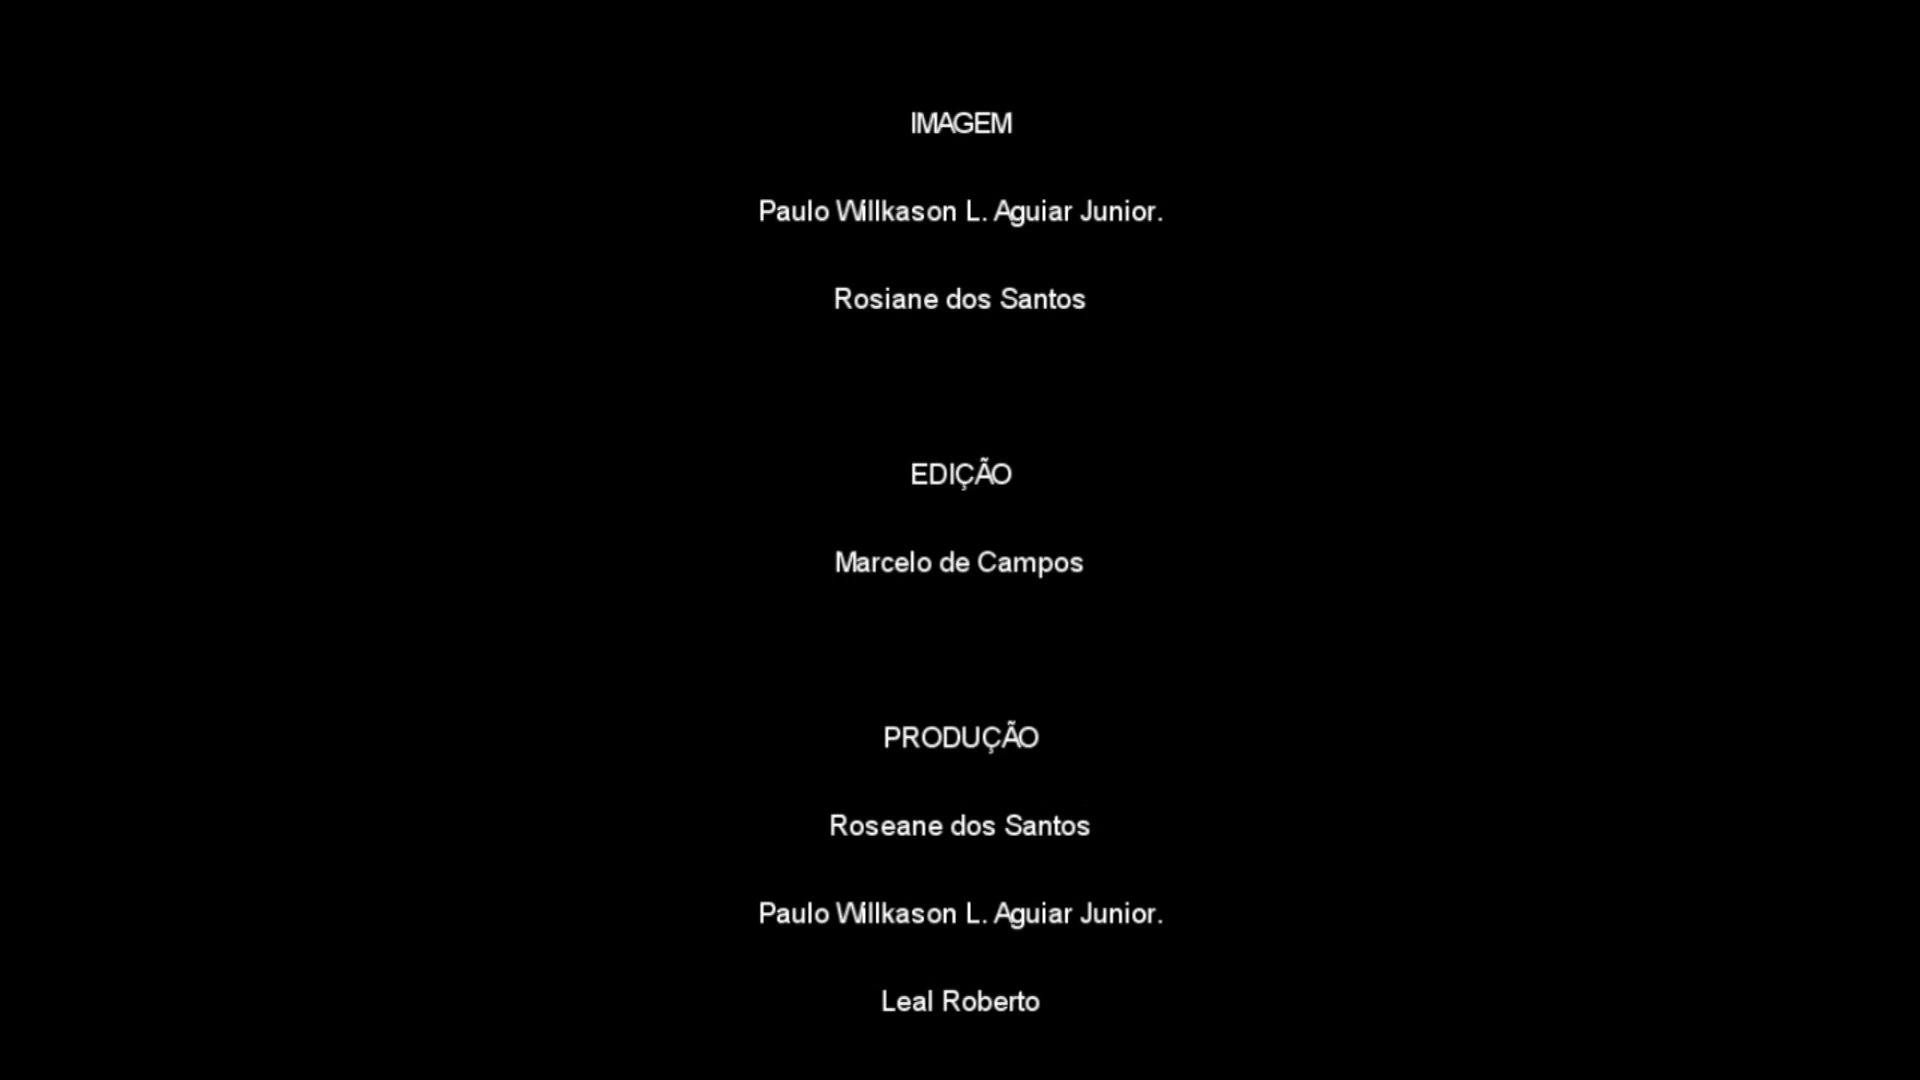 IMAGEM
Paulo Willkason L. Aguiar Junior.
Rosiane dos Santos
EDIÇÃO
Marcelo de Campos
PRODUÇÃO
Roseane dos Santos
Paulo Willkason L. Aguiar Junior.
Leal Roberto